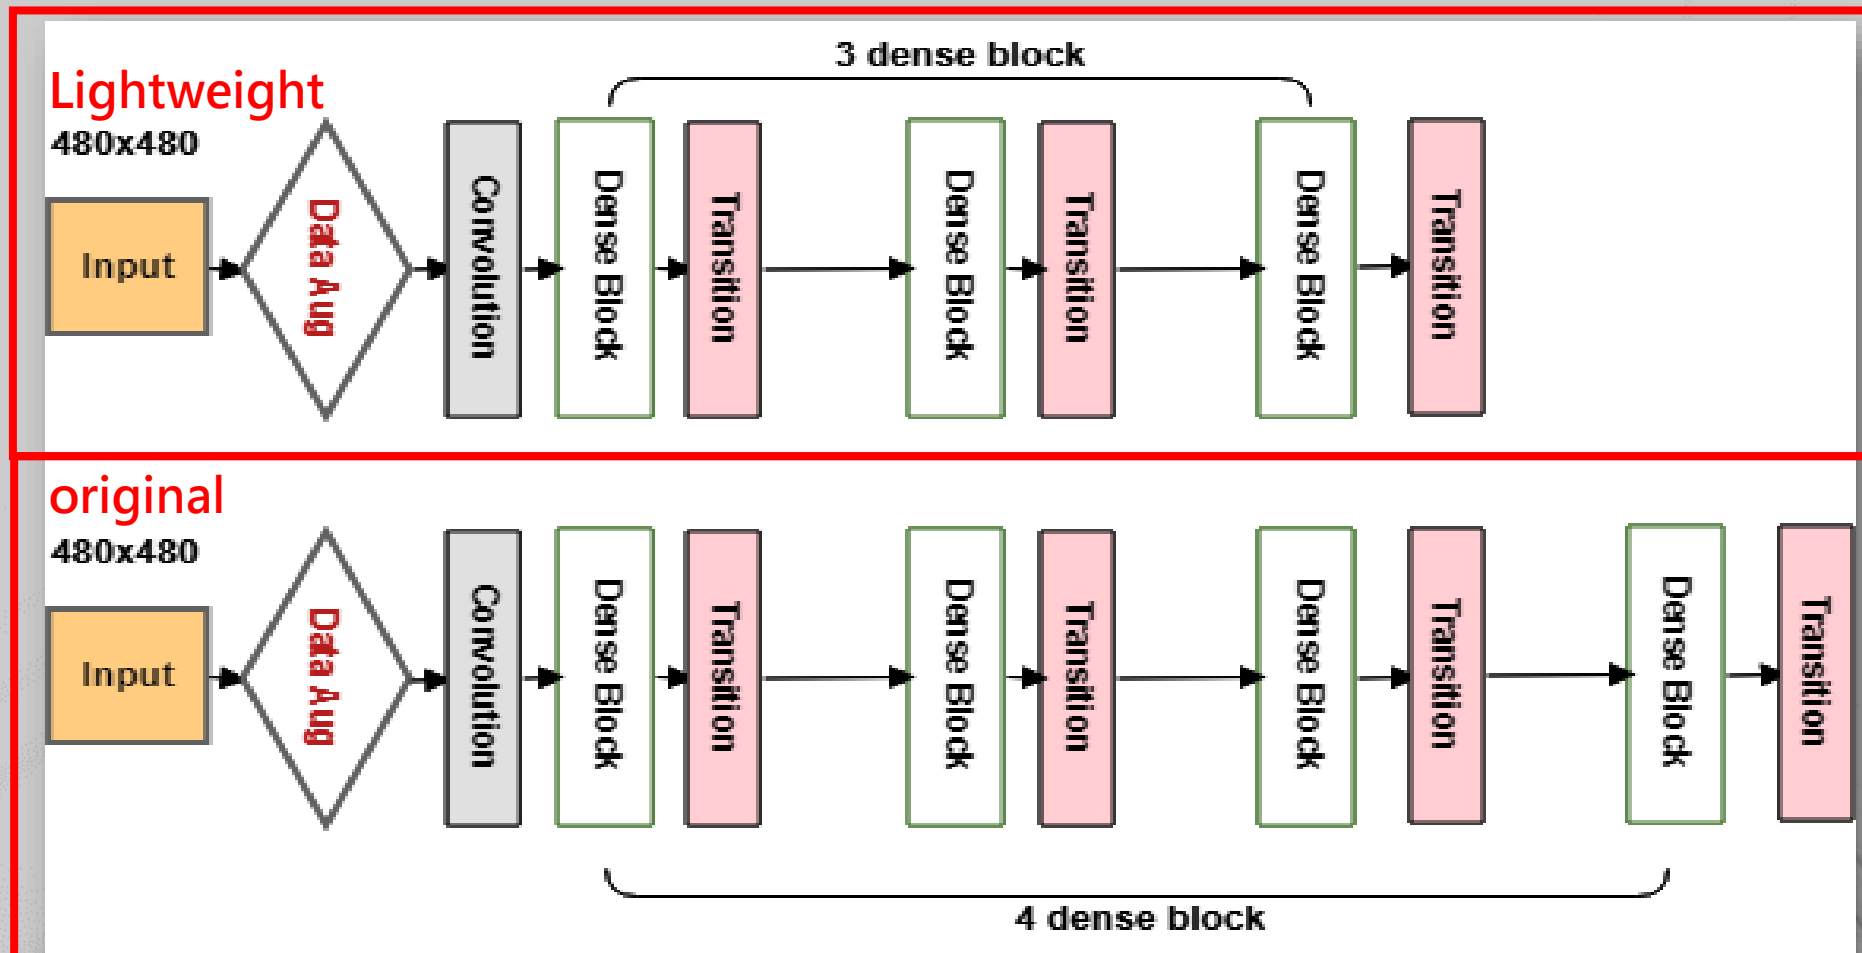 3 dense block
Lightweight
480x480
Input
Data Aug
Convolution
Dense Block
Transition
Dense Block
Transition
Dense Block
Transition
original
480x480
Input
Data Aug
Convolution
Dense Block
Transition
Dense Block
Transition
Dense Block
Transition
Dense Block
Transition
4 dense block